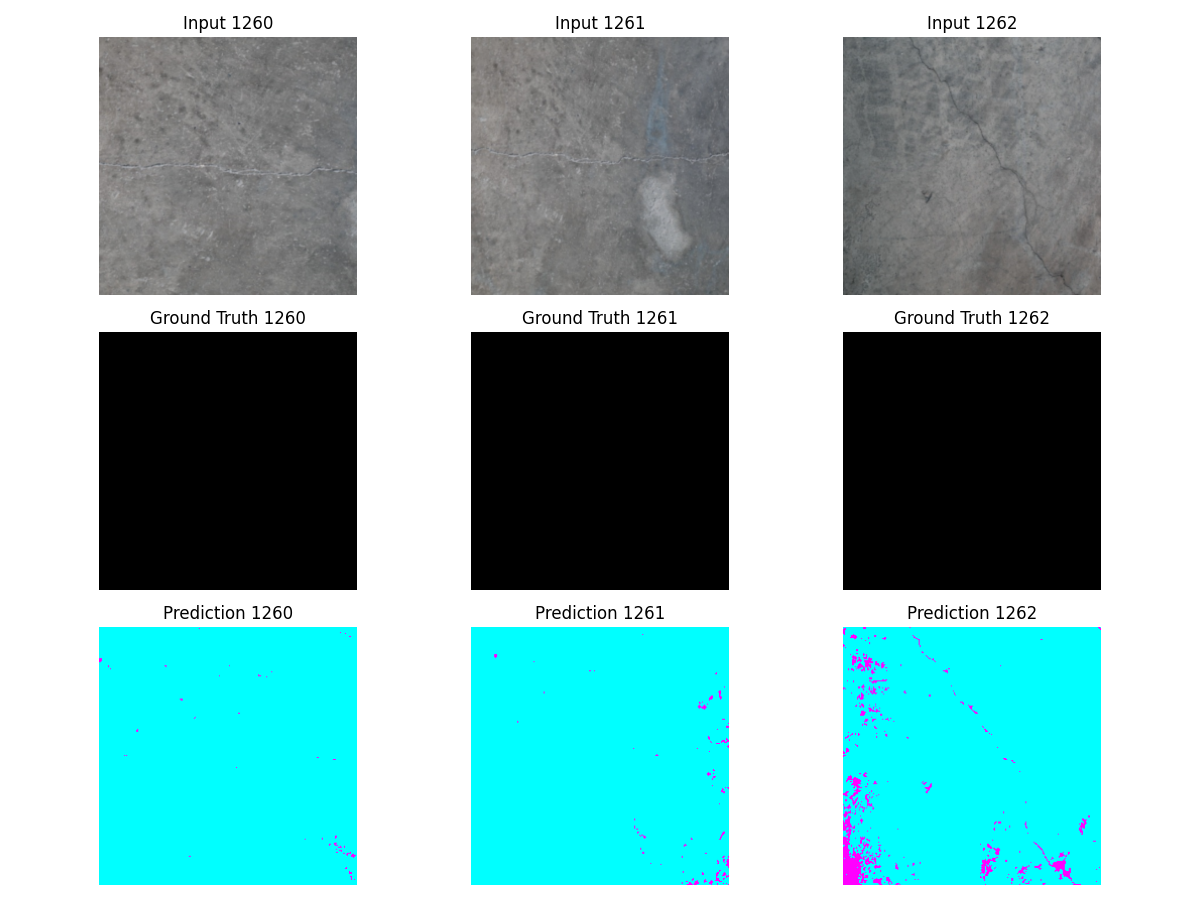 Input 1260
Input 1261
Input 1262
Ground Truth 1260
Ground Truth 1261
Ground Truth 1262
Prediction 1260
Prediction 1261
Prediction 1262